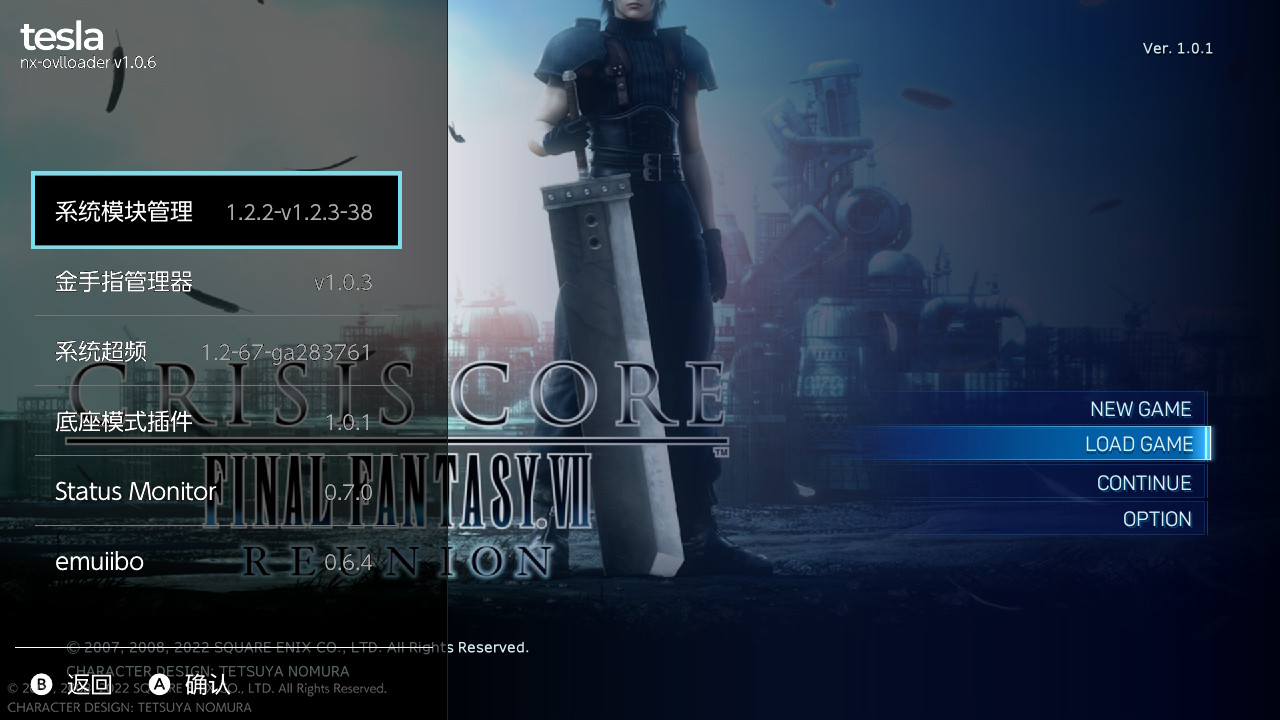 tesla
nx-ovlloader v1.0.6
Ver. 1.0.1
系统模块管理 1.2.2-v1.2.3-38
金手指管理器 v1.0.3
系统超频 1.2-67-ga283761
CRISIS CORE
底座模式插件 1.0.1
FINAL FANTASY VII
Status Monitor 0.7.0
REUNION
emuiibo 0.6.4
NEW GAME
LOAD GAME
CONTINUE
OPTION
© 2007, 2008, 2022 SQUARE ENIX CO., LTD. All Rights Reserved.
CHARACTER DESIGN: TETSUYA NOMURA
B 返回 A 确认
CO., LTD. All Rights Reserved.
CHARACTER DESIGN: TETSUYA NOMURA